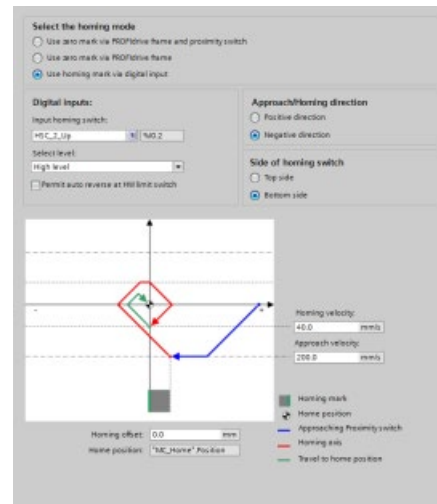 Select the homing mode
Use zero mark via PROFIdrive frame and proximity switch
Use zero mark via PROFIdrive frame
Use homing mark via digital input
Digital inputs:
Input homing switch:
HSC_2_Up
%I0.2
Select level:
High level
Permit auto reverse at HW limit switch
Approach/Homing direction
Positive direction
Negative direction
Side of homing switch
Top side
Bottom side
-
+
Homing velocity:
40.0 mm/s
Approach velocity:
200.0 mm/s
Homing mark
Home position
Approaching Proximity switch
Homing axis
Travel to home position
Homing offset: 0.0 mm
Home position: "MC_Home".Position